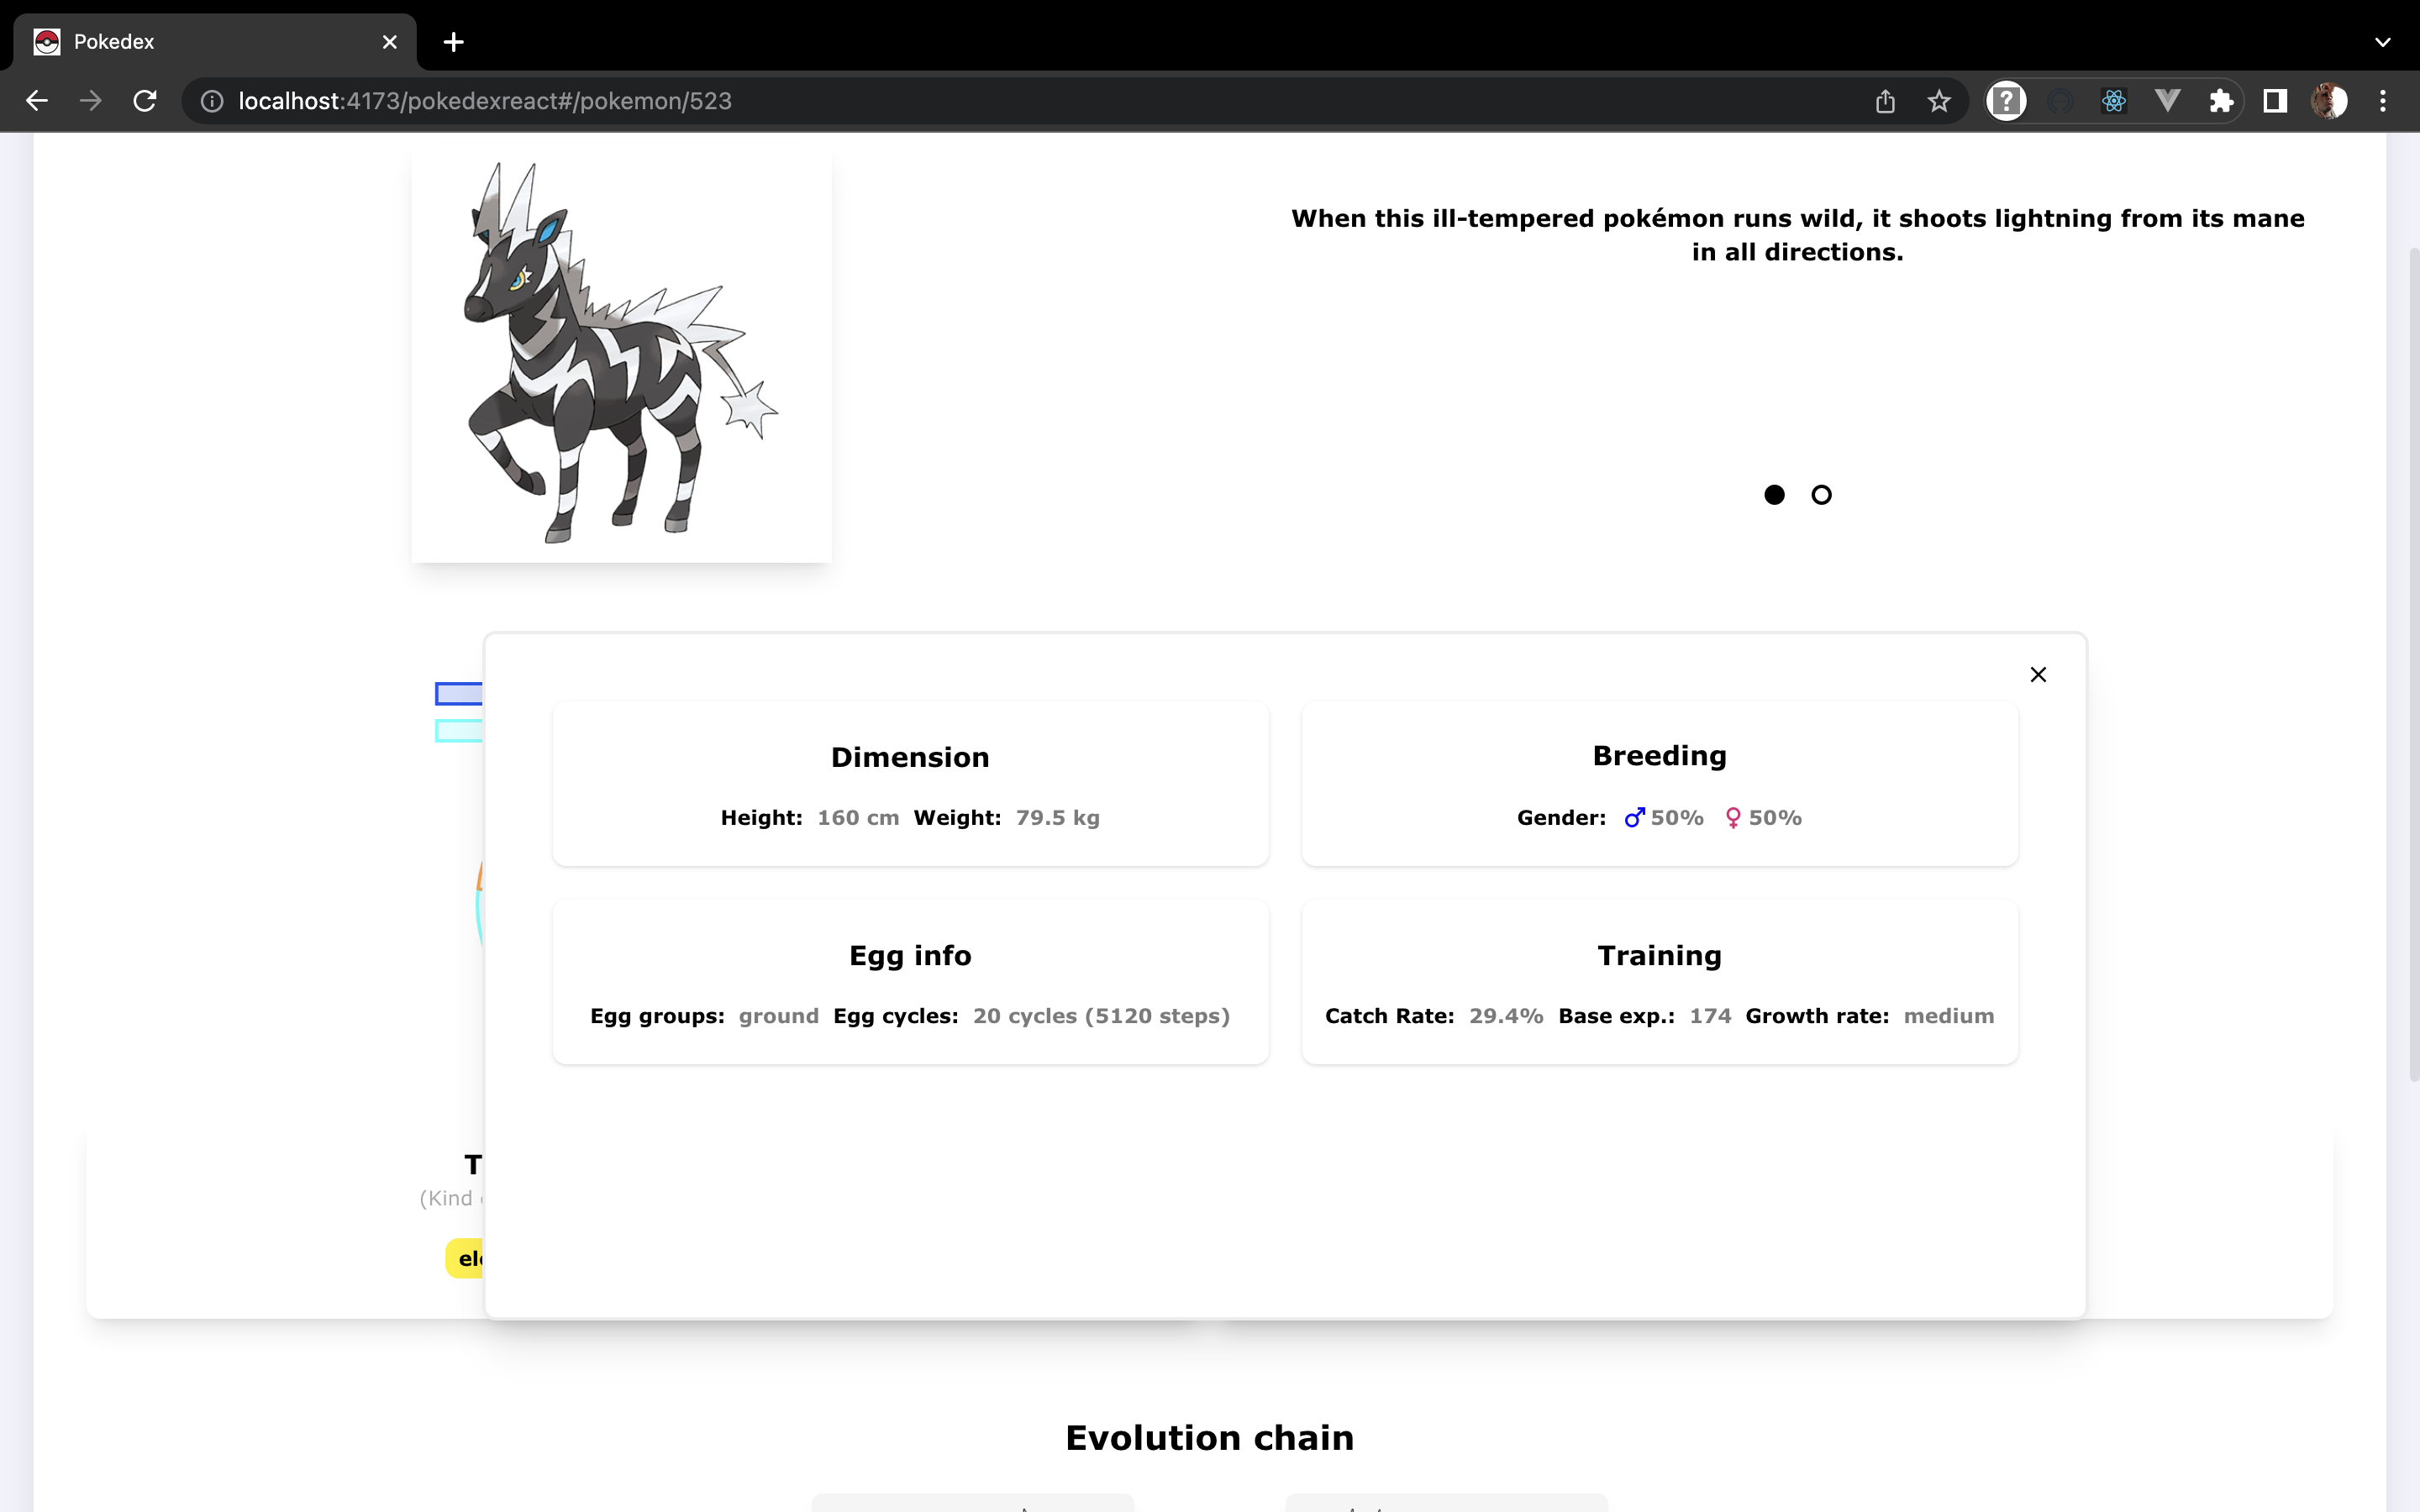 Pokedex
localhost:4173/pokedexreact#/pokemon/523
When this ill-tempered pokémon runs wild, it shoots lightning from its mane
in all directions.
Dimension
Height: 160 cm Weight: 79.5 kg
Breeding
Gender: ♂ 50% ♀ 50%
Egg info
Egg groups: ground Egg cycles: 20 cycles (5120 steps)
Training
Catch Rate: 29.4% Base exp.: 174 Growth rate: medium
T
(Kind
Evolution chain